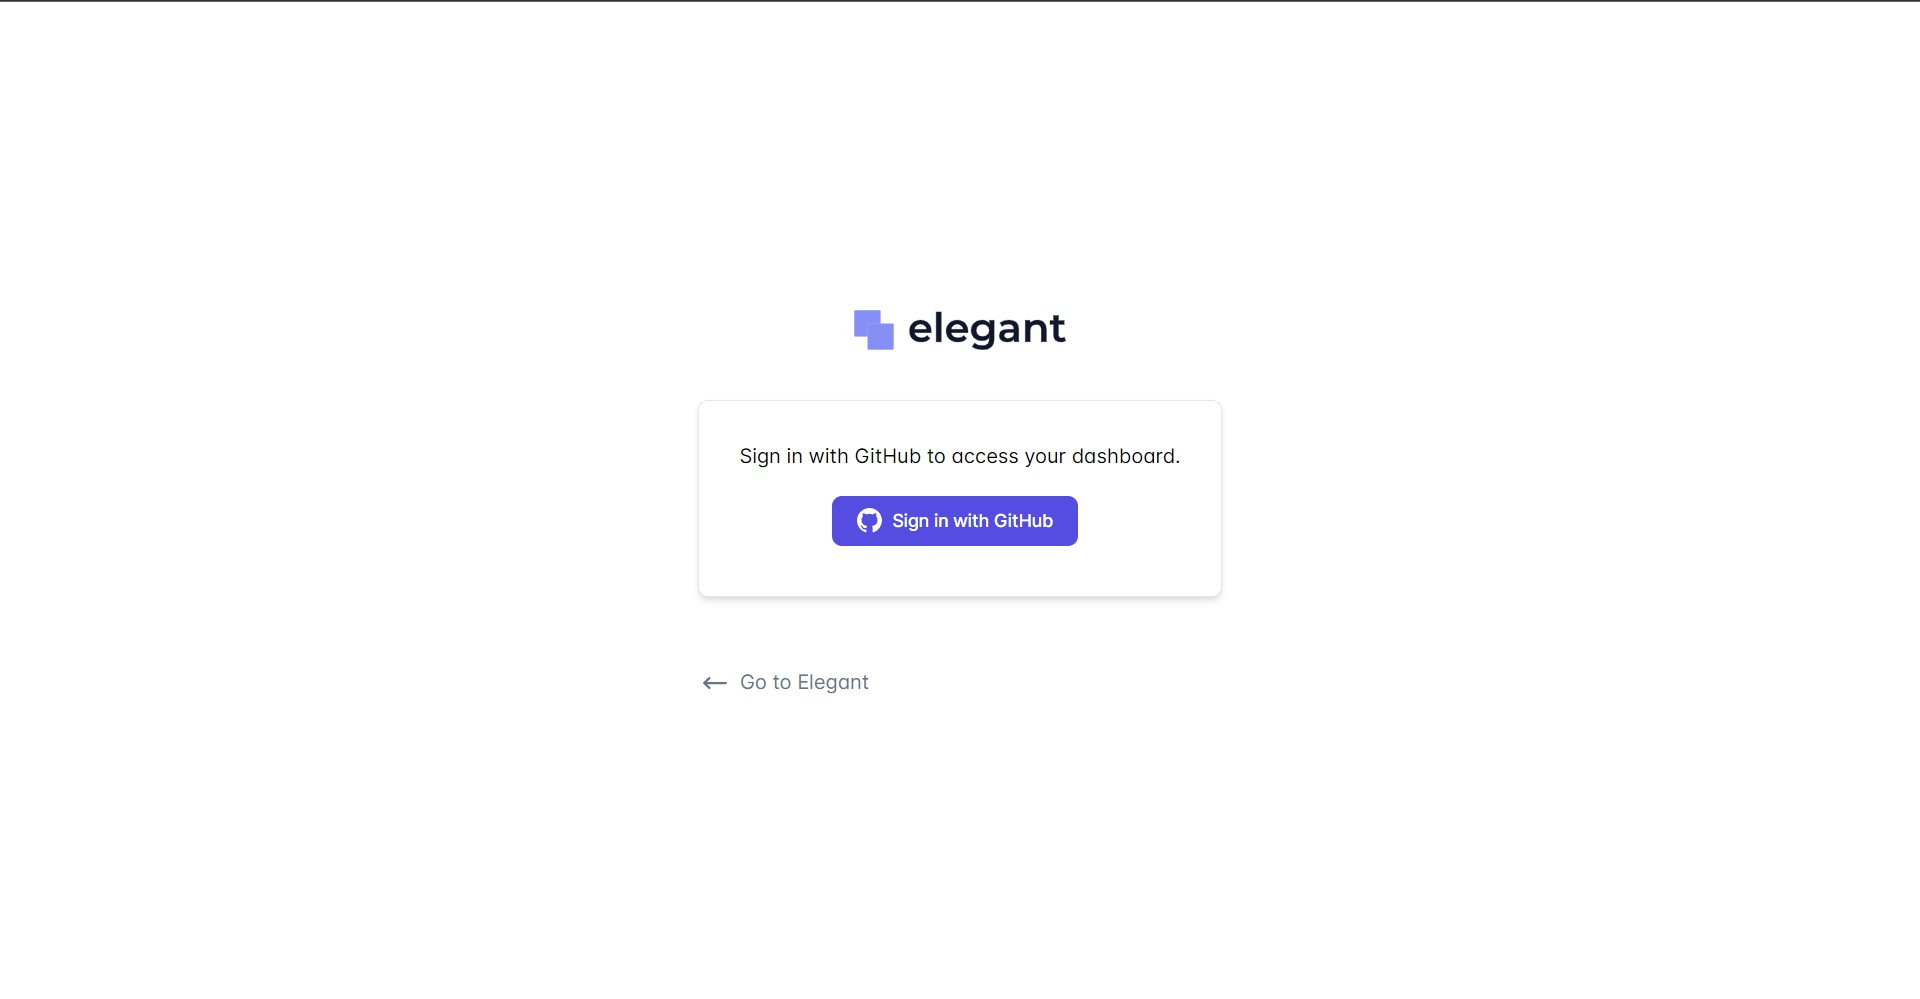 elegant
Sign in with GitHub to access your dashboard.
Sign in with GitHub
Go to Elegant